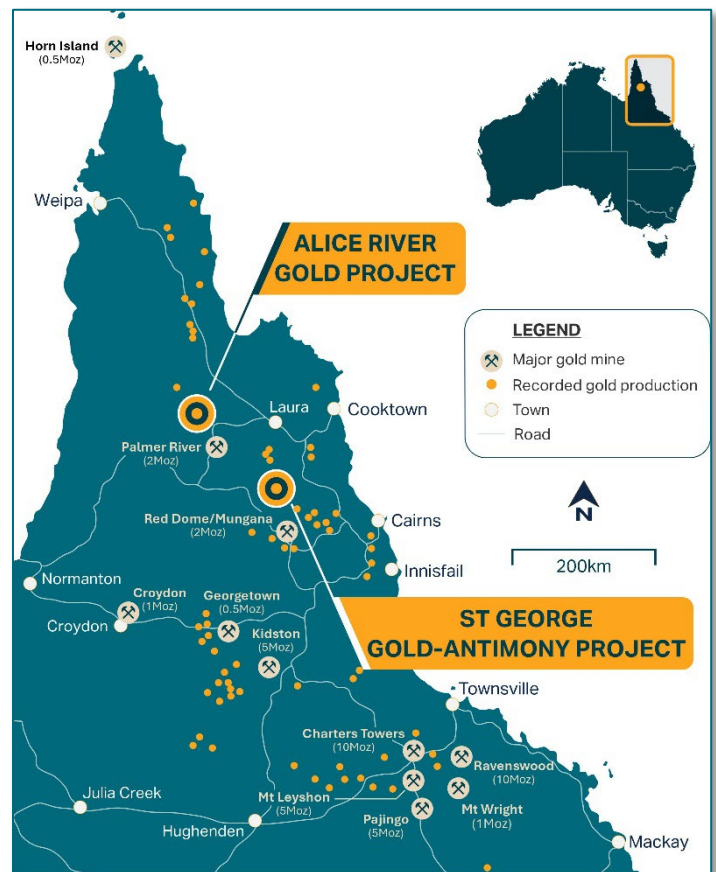 Horn Island
(0.5Moz)
Weipa
ALICE RIVER
GOLD PROJECT
LEGEND
Major gold mine
Recorded gold production
Town
Road
Laura
Cooktown
Palmer River
(2Moz)
N
200km
Red Dome/Mungana
(2Moz)
Cairns
Innisfail
Normanton
Croydon
(1Moz)
Georgetown
(0.5Moz)
Croydon
Kidston
(5Moz)
ST GEORGE
GOLD-ANTIMONY PROJECT
Townsville
Charters Towers
(10Moz)
Ravenswood
(10Moz)
Mt Leyshon
(5Moz)
Mt Wright
(1Moz)
Pajingo
(5Moz)
Julia Creek
Hughenden
Mackay